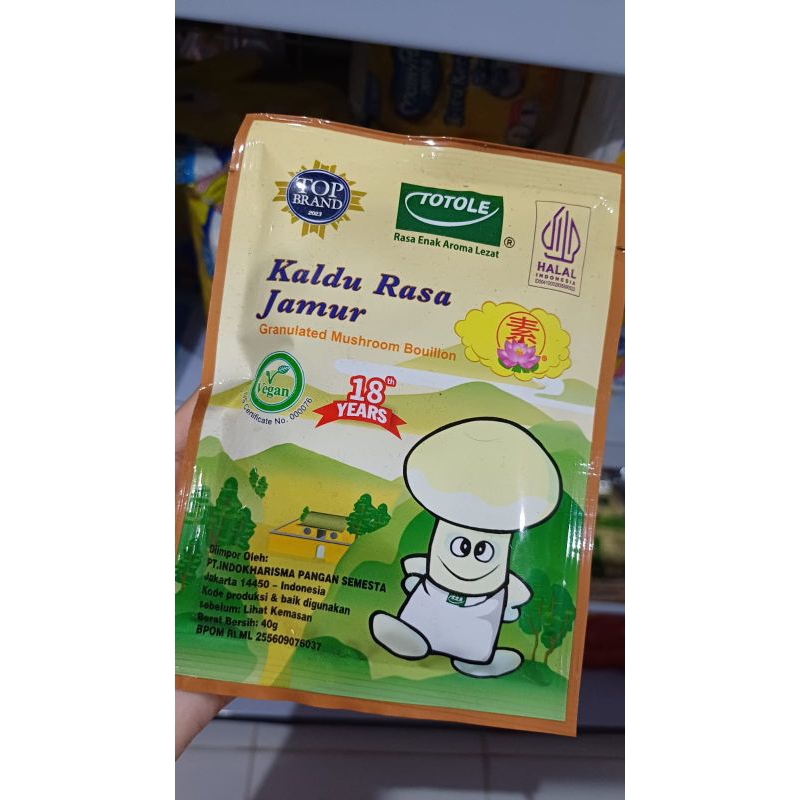 TOP
BRAND
2023
TOTOLE
Rasa Enak Aroma Lezat ®
HALAL
INDONESIA
Kaldu Rasa
Jamur
Granulated Mushroom Bouillon
素
®
Vegan
Certificate No. 000076
18th
YEARS
Diimpor Oleh:
PT.INDOKHARISMA PANGAN SEMESTA
Jakarta 14450 – Indonesia
Kode produksi & baik digunakan
sebelum: Lihat Kemasan
Berat Bersih: 40g
BPOM RI ML 255609076037